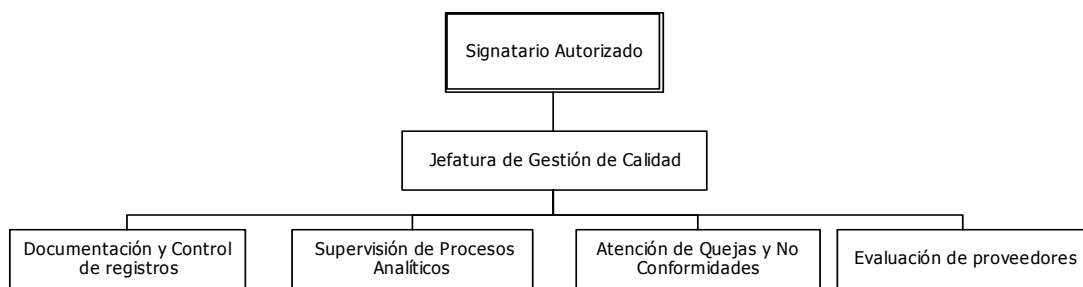 Signatario Autorizado
Jefatura de Gestión de Calidad
Documentación y Control
de registros
Supervisión de Procesos
Analíticos
Atención de Quejas y No
Conformidades
Evaluación de proveedores